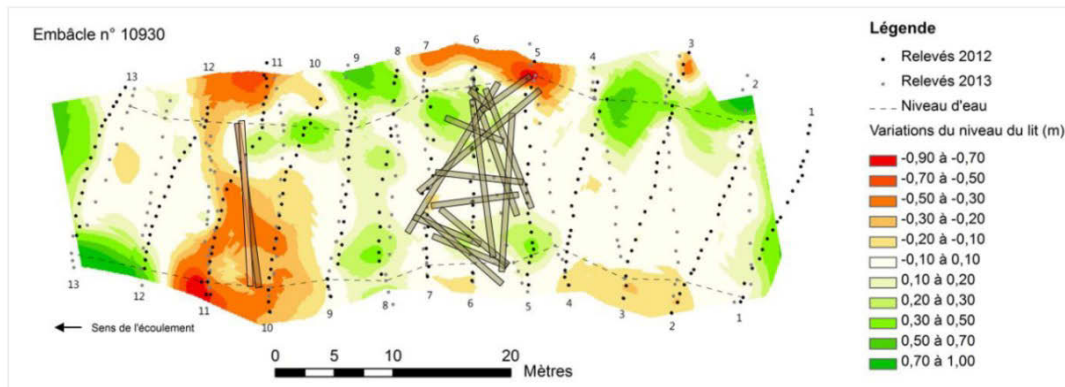 Embâcle n° 10930
13
12
11
10
9
8
7
6
5
4
3
2
1
13
12
11
10
9
8
7
6
5
4
3
2
1
Sens de l'écoulement
0 5 10 20
Mètres
Légende
Relevés 2012
Relevés 2013
Niveau d'eau
Variations du niveau du lit (m)
-0,90 à -0,70
-0,70 à -0,50
-0,50 à -0,30
-0,30 à -0,20
-0,20 à -0,10
-0,10 à 0,10
0,10 à 0,20
0,20 à 0,30
0,30 à 0,50
0,50 à 0,70
0,70 à 1,00